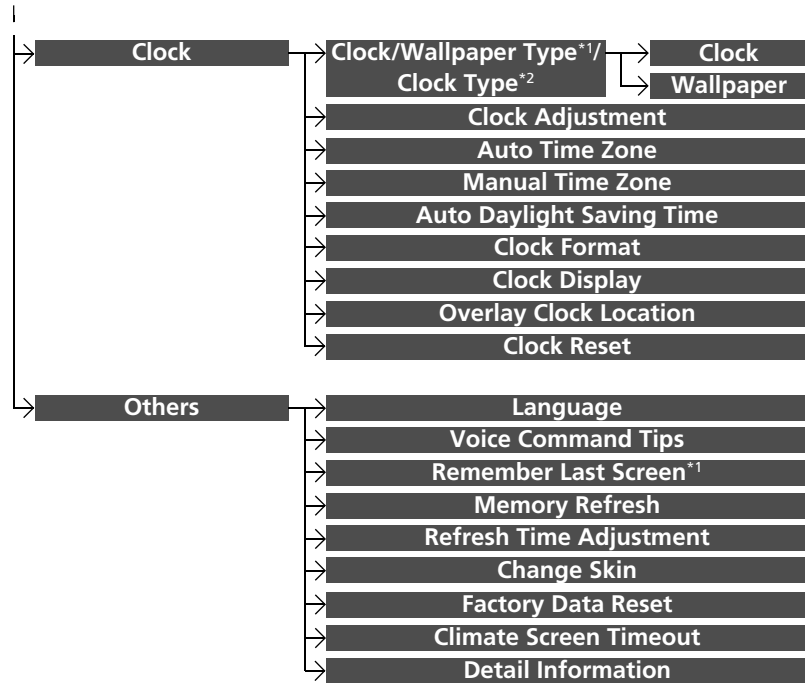 Clock
Clock/Wallpaper Type*1/
Clock Type*2
Clock
Wallpaper
Clock Adjustment
Auto Time Zone
Manual Time Zone
Auto Daylight Saving Time
Clock Format
Clock Display
Overlay Clock Location
Clock Reset
Others
Language
Voice Command Tips
Remember Last Screen*1
Memory Refresh
Refresh Time Adjustment
Change Skin
Factory Data Reset
Climate Screen Timeout
Detail Information